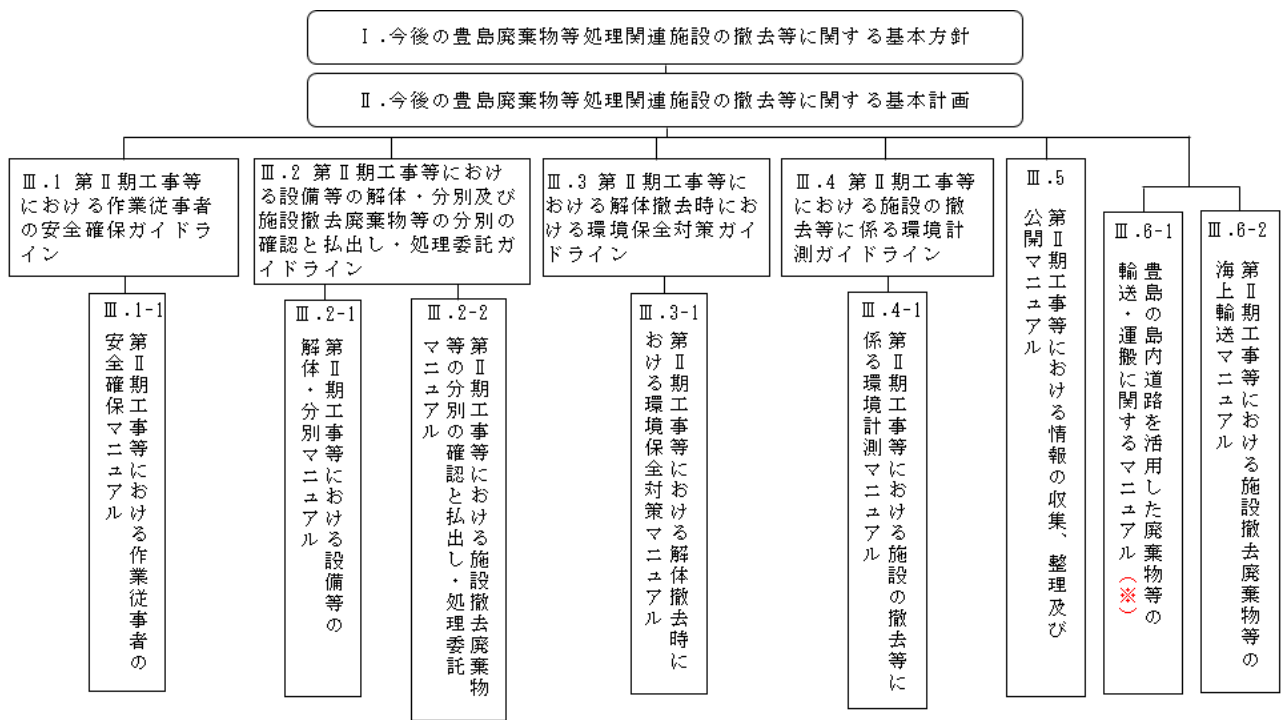 Ⅰ.今後の豊島廃棄物等処理関連施設の撤去等に関する基本方針
Ⅱ.今後の豊島廃棄物等処理関連施設の撤去等に関する基本計画
Ⅲ.1 第Ⅱ期工事等
における作業従事者
の安全確保ガイドラ
イン
Ⅲ.2 第Ⅱ期工事等におけ
る設備等の解体・分別及び
施設撤去廃棄物等の分別の
確認と払出し・処理委託ガ
イドライン
Ⅲ.3 第Ⅱ期工事等に
おける解体撤去時にお
ける環境保全対策ガイ
ドライン
Ⅲ.4 第Ⅱ期工事等
における施設の撤
去等に係る環境計
測ガイドライン
Ⅲ.5
第Ⅱ期工事等における情報の収集、整理及び
公開マニュアル
Ⅲ.6-1
豊島の島内道路を活用した廃棄物等の
輸送・運搬に関するマニュアル(※)
Ⅲ.6-2
第Ⅱ期工事等における施設撤去廃棄物等の
海上輸送マニュアル
Ⅲ.1-1
第Ⅱ期工事等における作業従事者の
安全確保マニュアル
Ⅲ.2-1
第Ⅱ期工事等における設備等の
解体・分別マニュアル
Ⅲ.2-2
第Ⅱ期工事等における施設撤去廃棄物
等の分別の確認と払出し・処理委託
マニュアル
Ⅲ.3-1
第Ⅱ期工事等における解体撤去時に
おける環境保全対策マニュアル
Ⅲ.4-1
第Ⅱ期工事等における施設の撤去等に
係る環境計測マニュアル